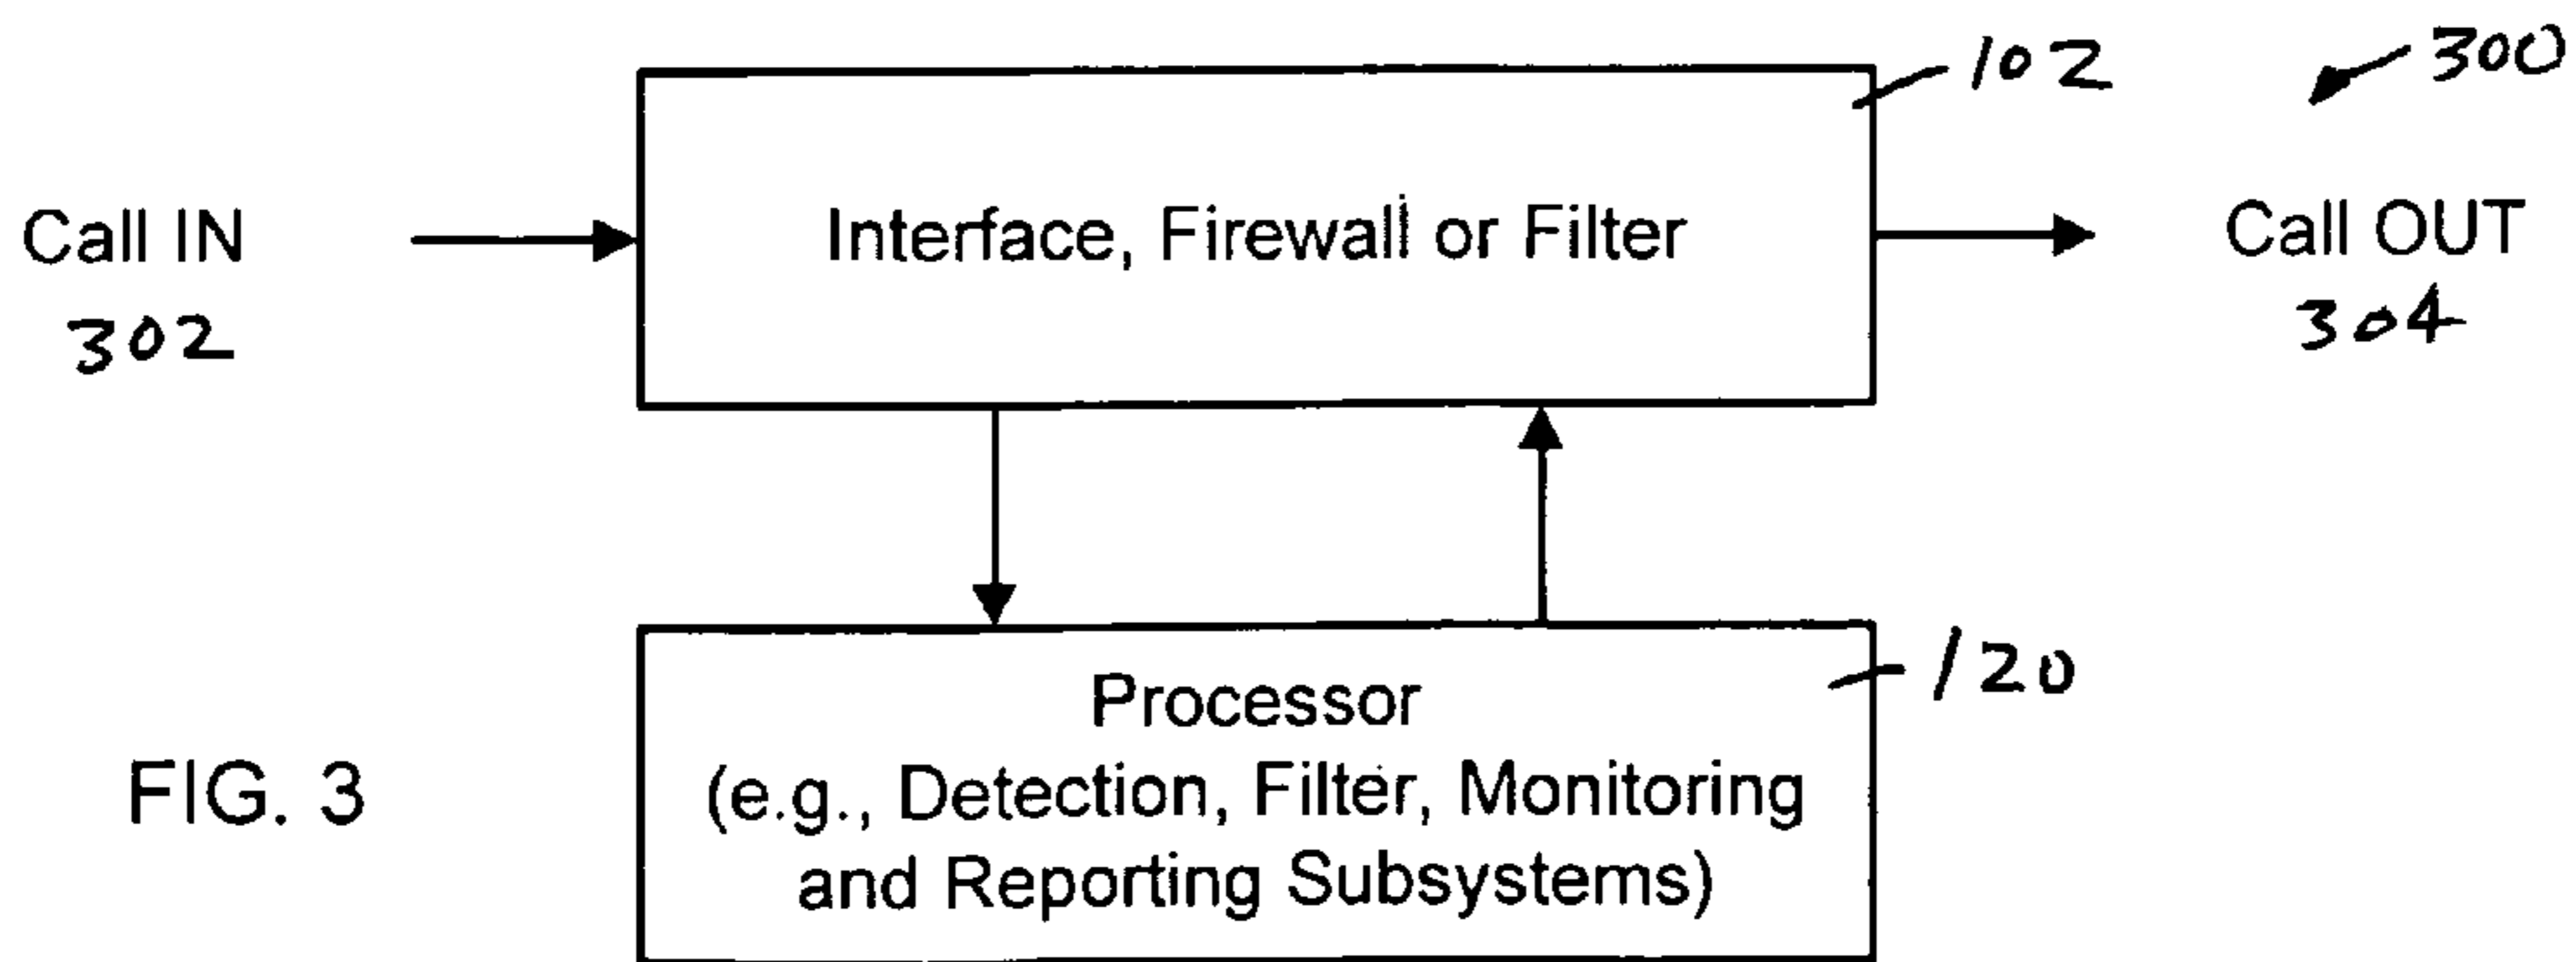 102
300
Call IN
Interface, Firewall or Filter
Call OUT
302
304
Processor
120
(e.g., Detection, Filter, Monitoring
and Reporting Subsystems)
FIG. 3